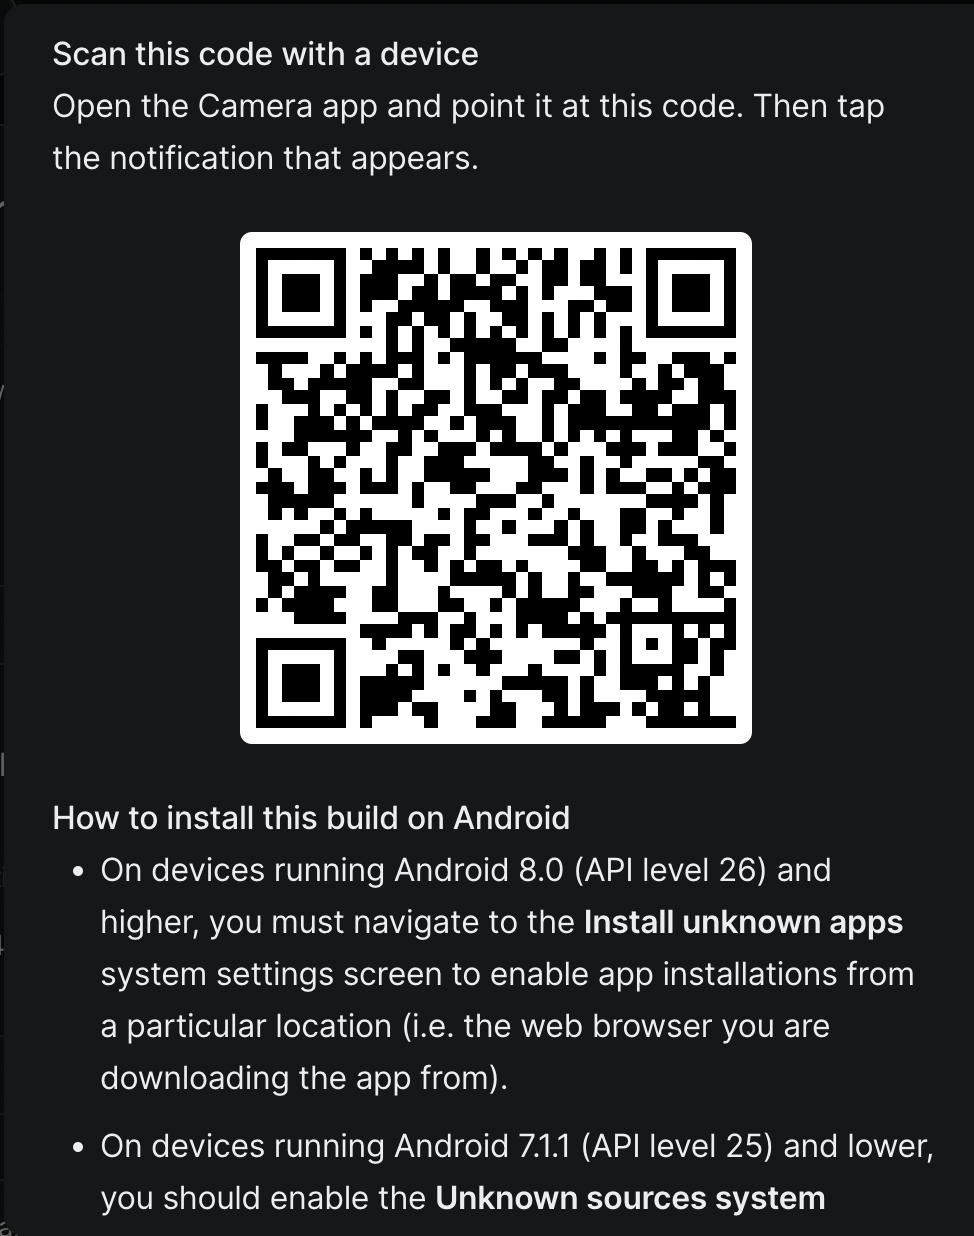 Scan this code with a device
Open the Camera app and point it at this code. Then tap
the notification that appears.
How to install this build on Android
• On devices running Android 8.0 (API level 26) and
higher, you must navigate to the Install unknown apps
system settings screen to enable app installations from
a particular location (i.e. the web browser you are
downloading the app from).
• On devices running Android 7.1.1 (API level 25) and lower,
you should enable the Unknown sources system